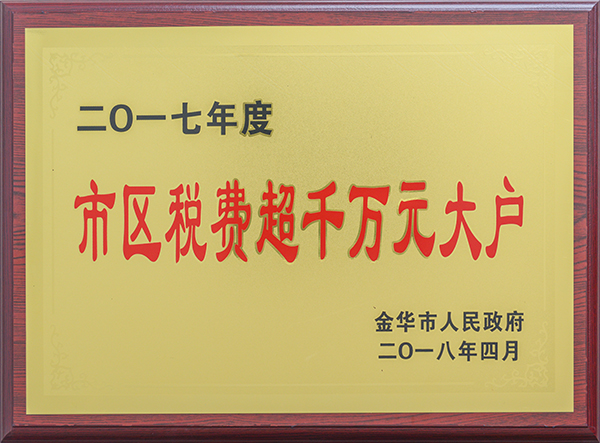 二〇一七年度
市区税费超千万元大户
金华市人民政府
二〇一八年四月